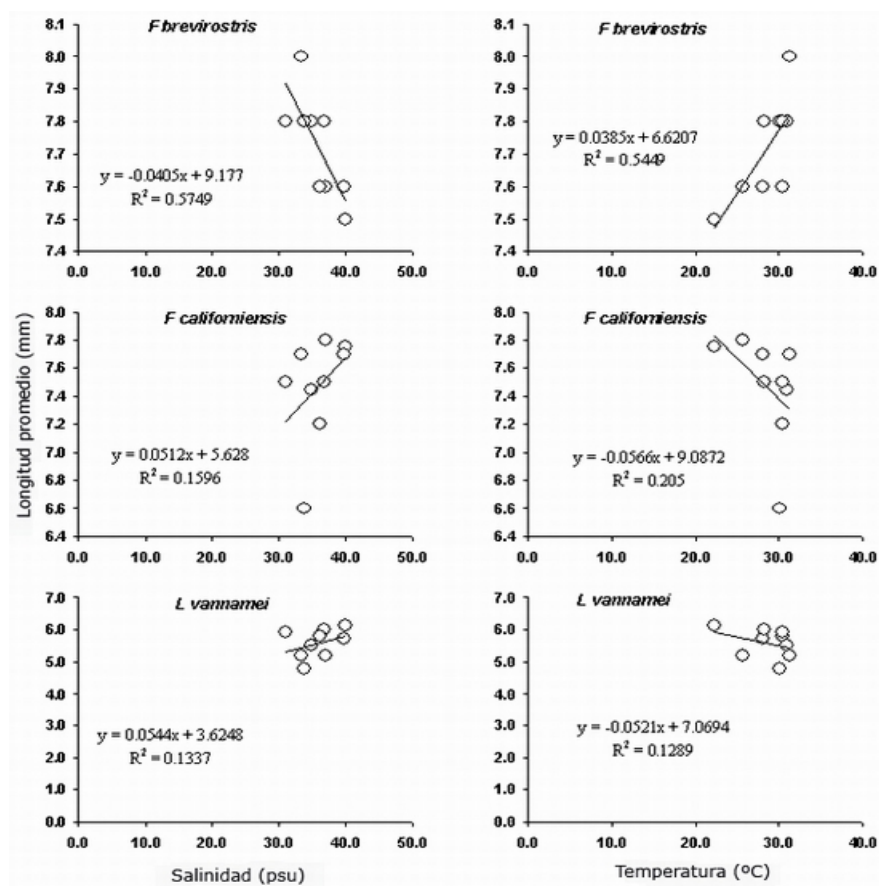 F brevirostris
8.1
8.0
7.9
7.8
7.7
7.6
7.5
7.4
y = -0.0405x + 9.177
R² = 0.5749
0.0 10.0 20.0 30.0 40.0 50.0
F brevirostris
8.1
8.0
7.9
7.8
7.7
7.6
7.5
7.4
y = 0.0385x + 6.6207
R² = 0.5449
0.0 10.0 20.0 30.0 40.0
Longitud promedio (mm)
F californiensis
8.0
7.8
7.6
7.4
7.2
7.0
6.8
6.6
6.4
y = 0.0512x + 5.628
R² = 0.1596
0.0 10.0 20.0 30.0 40.0 50.0
F californiensis
8.0
7.8
7.6
7.4
7.2
7.0
6.8
6.6
6.4
y = -0.0566x + 9.0872
R² = 0.205
0.0 10.0 20.0 30.0 40.0
L vannamei
7.0
6.0
5.0
4.0
3.0
2.0
1.0
0.0
y = 0.0544x + 3.6248
R² = 0.1337
0.0 10.0 20.0 30.0 40.0 50.0
Salinidad (psu)
L vannamei
7.0
6.0
5.0
4.0
3.0
2.0
1.0
0.0
y = -0.0521x + 7.0694
R² = 0.1289
0.0 10.0 20.0 30.0 40.0
Temperatura (ºC)